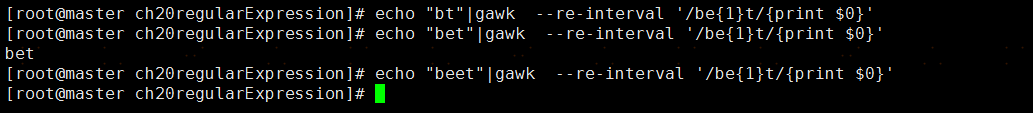 [root@master ch20regularExpression]# echo "bt"|gawk  --re-interval '/be{1}t/{print $0}'
[root@master ch20regularExpression]# echo "bet"|gawk  --re-interval '/be{1}t/{print $0}'
bet
[root@master ch20regularExpression]# echo "beet"|gawk  --re-interval '/be{1}t/{print $0}'
[root@master ch20regularExpression]#